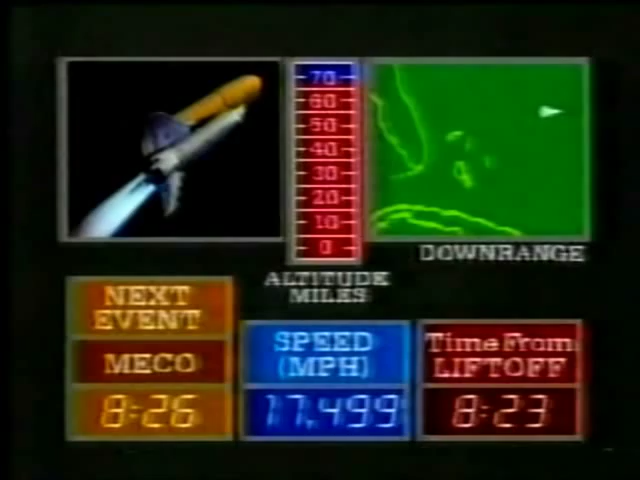 70
60
50
40
30
20
10
0
DOWNRANGE
ALTITUDE
MILES
NEXT
EVENT
MECO
8:26
SPEED
(MPH)
17,499
Time From
LIFTOFF
8:23